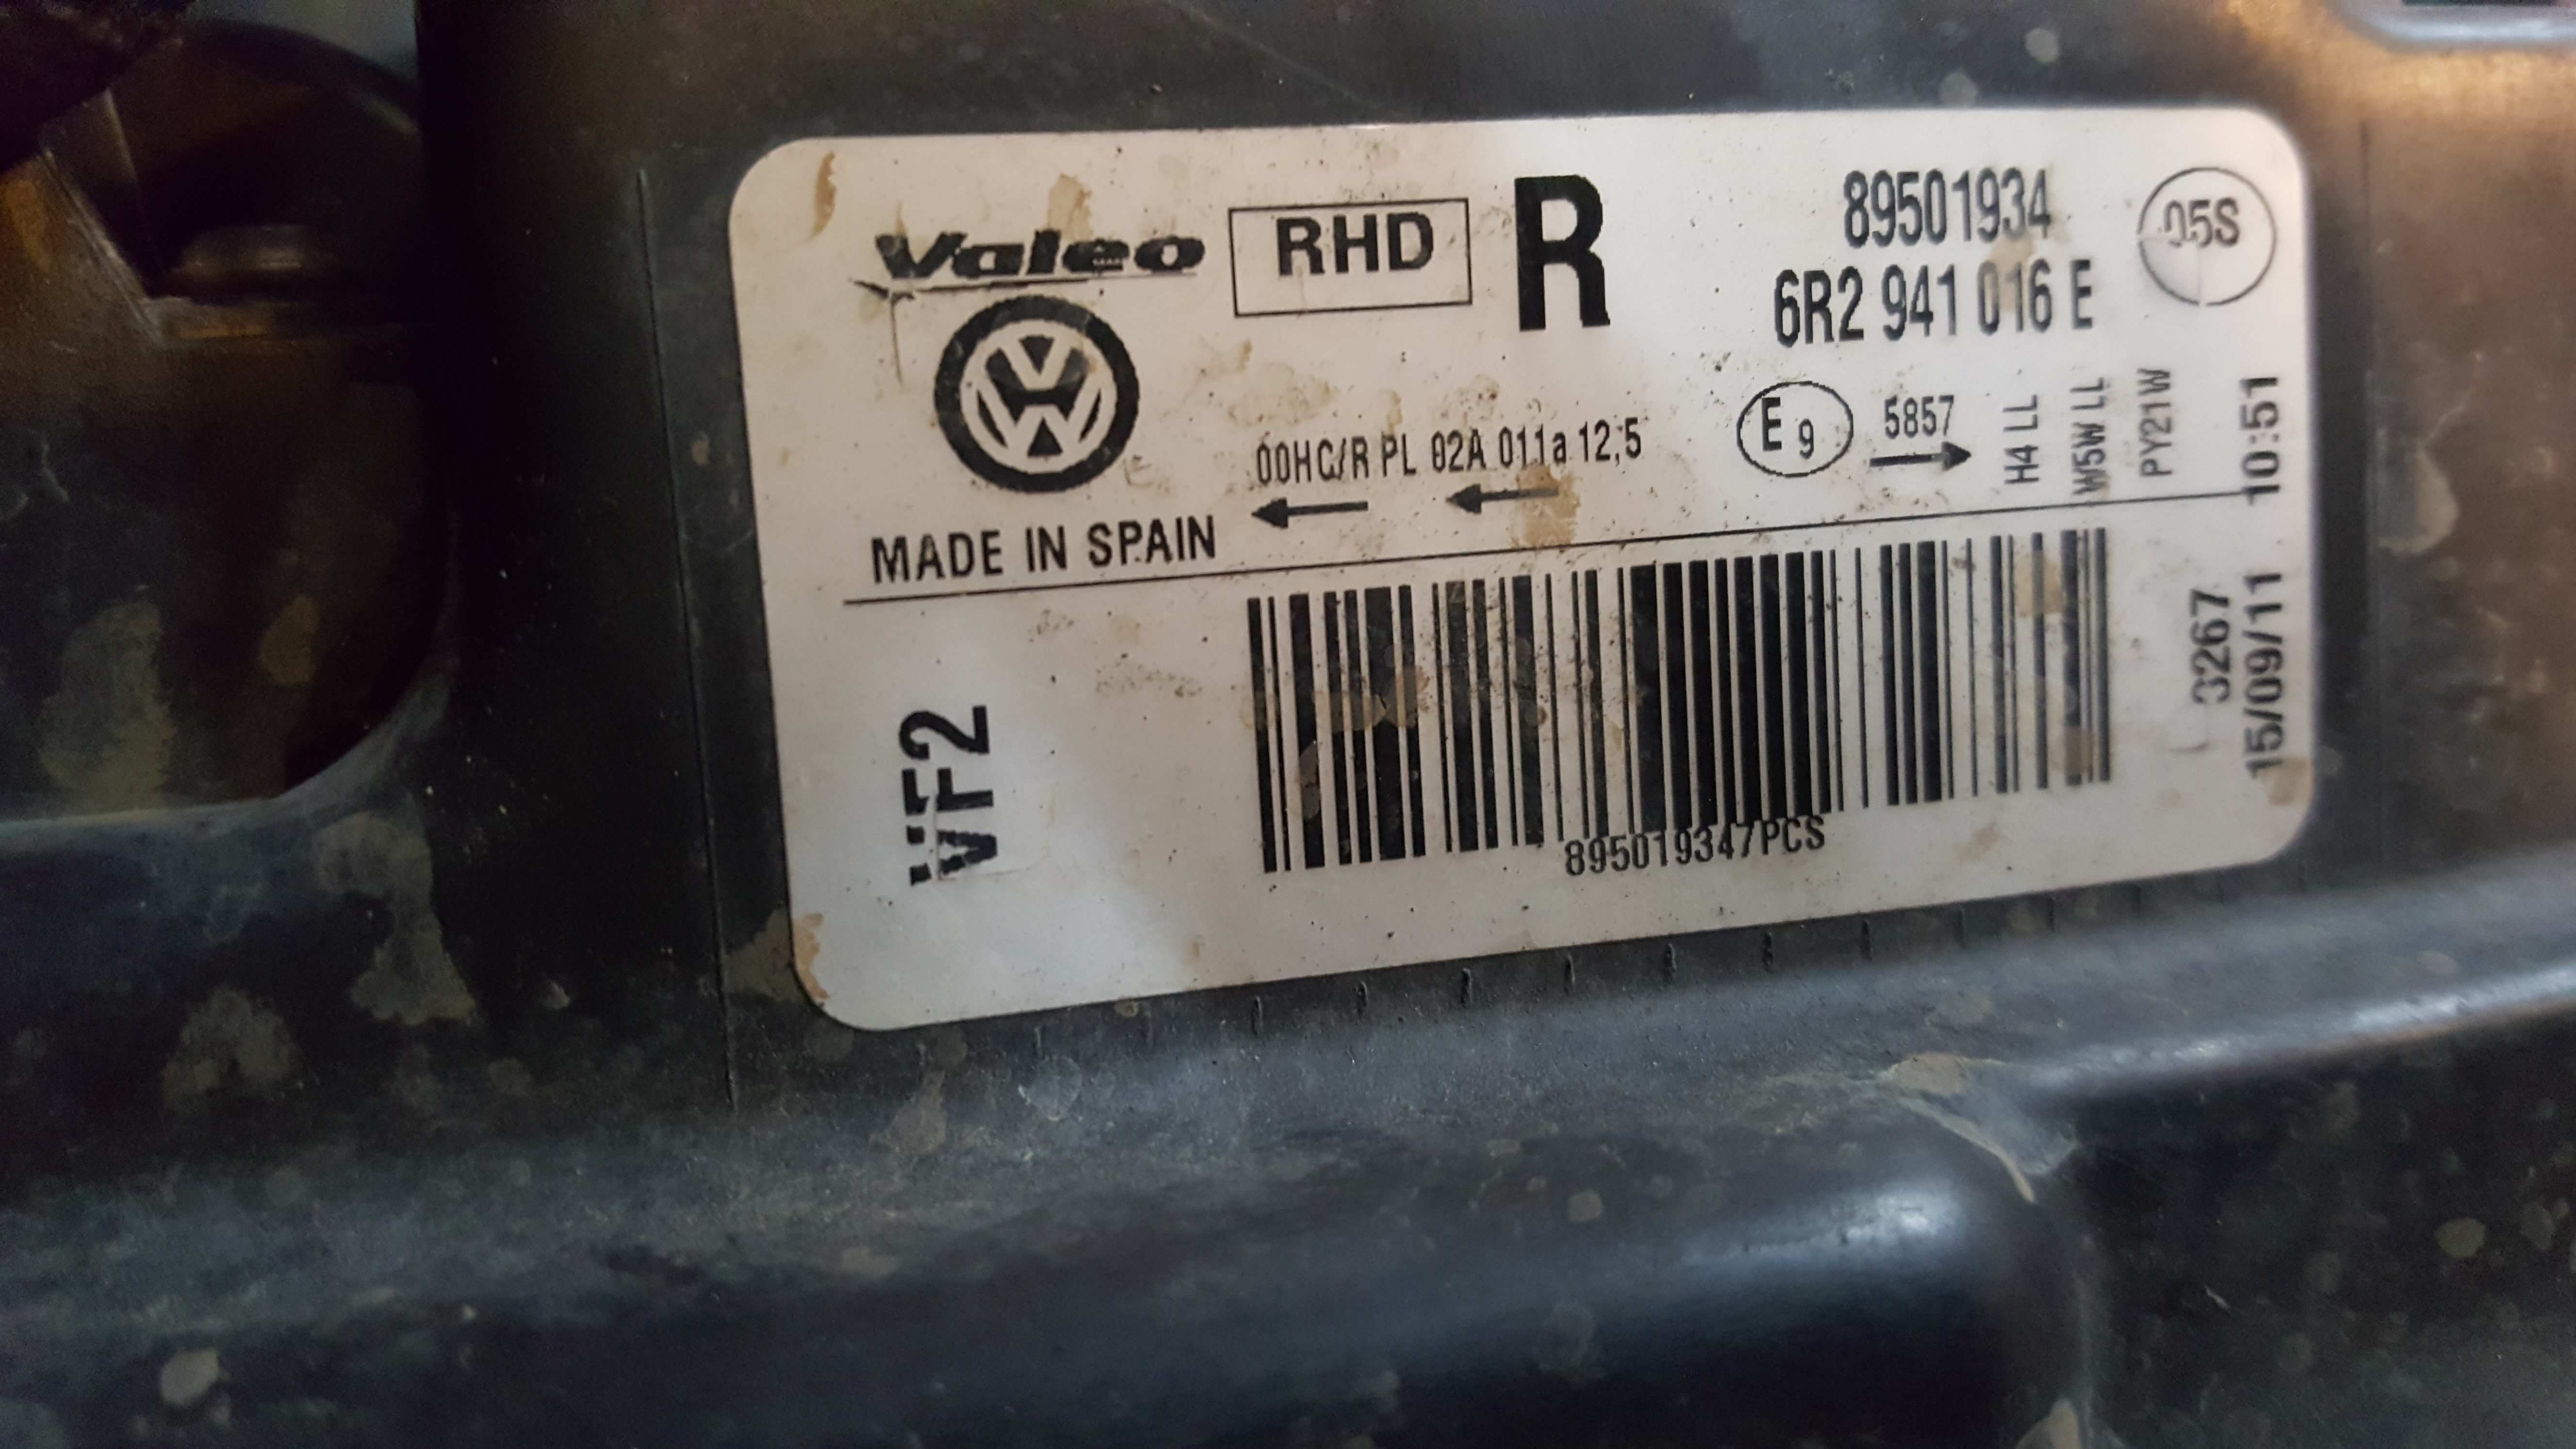 Valeo RHD R 89501934 05S
6R2 941 016 E
00HC/R PL 02A 011a 12,5 E9 5857
H4 LL
W5W LL
PY21W
10:51
MADE IN SPAIN
VF2
895019347PCS
3267
15/09/11